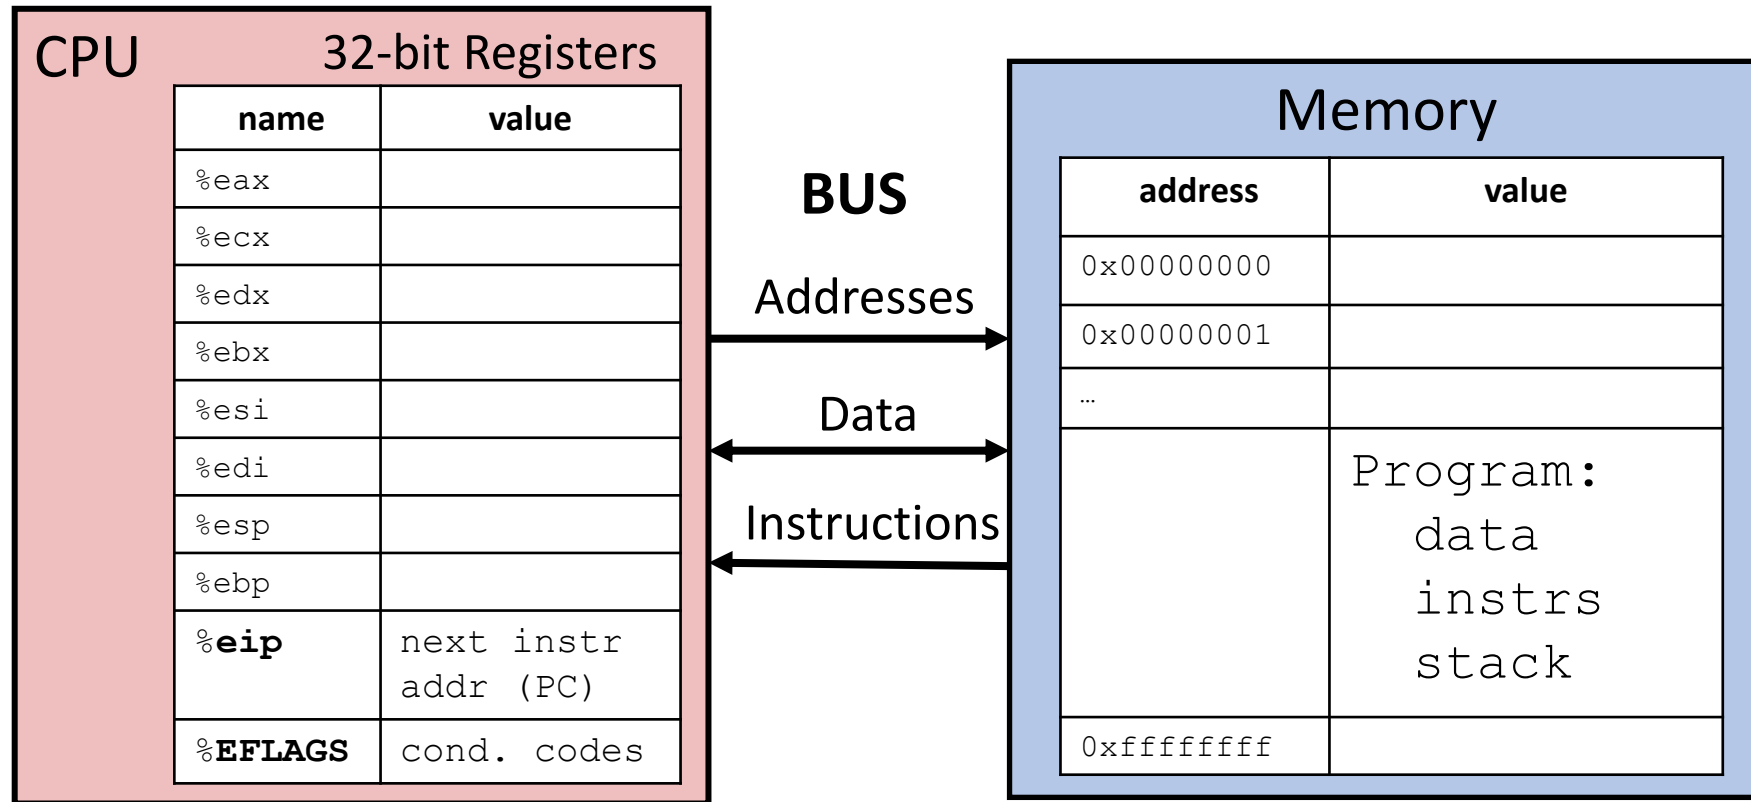 CPU
32-bit Registers
name value
%eax
%ecx
%edx
%ebx
%esi
%edi
%esp
%ebp
%eip next instr
addr (PC)
%EFLAGS cond. codes
BUS
Addresses
Data
Instructions
Memory
address value
0x00000000
0x00000001
…
Program:
data
instrs
stack
0xffffffff